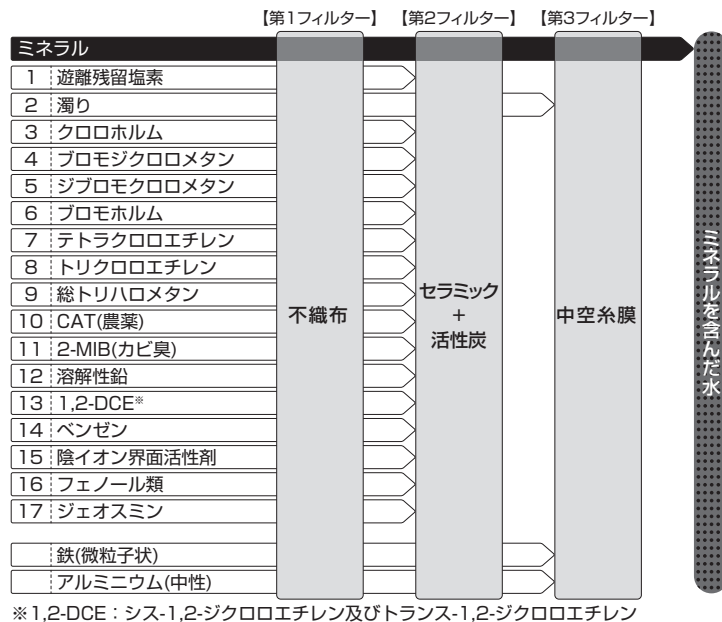 【第1フィルター】 【第2フィルター】 【第3フィルター】
ミネラル
1 遊離残留塩素
2 濁り
3 クロロホルム
4 ブロモジクロロメタン
5 ジブロモクロロメタン
6 ブロモホルム
7 テトラクロロエチレン
8 トリクロロエチレン
9 総トリハロメタン
10 CAT(農薬)
11 2-MIB(カビ臭)
12 溶解性鉛
13 1,2-DCE※
14 ベンゼン
15 陰イオン界面活性剤
16 フェノール類
17 ジェオスミン
鉄(微粒子状)
アルミニウム(中性)
不織布
セラミック
+
活性炭
中空糸膜
ミネラルを含んだ水
※1,2-DCE：シス-1,2-ジクロロエチレン及びトランス-1,2-ジクロロエチレン